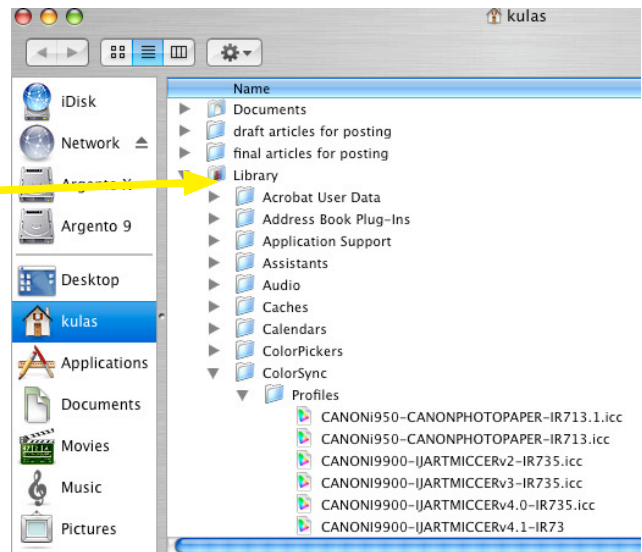 kulas
Name
iDisk
Network
Argento 9
Desktop
kulas
Applications
Documents
Movies
Music
Pictures
Documents
draft articles for posting
final articles for posting
Library
Acrobat User Data
Address Book Plug-Ins
Application Support
Assistants
Audio
Caches
Calendars
ColorPickers
ColorSync
Profiles
CANONi950-CANONPHOTOPAPER-IR713.1.icc
CANONi950-CANONPHOTOPAPER-IR713.icc
CANONI9900-IJARTMICCERv2-IR735.icc
CANONI9900-IJARTMICCERv3-IR735.icc
CANONI9900-IJARTMICCERv4.0-IR735.icc
CANONI9900-IJARTMICCERv4.1-IR73